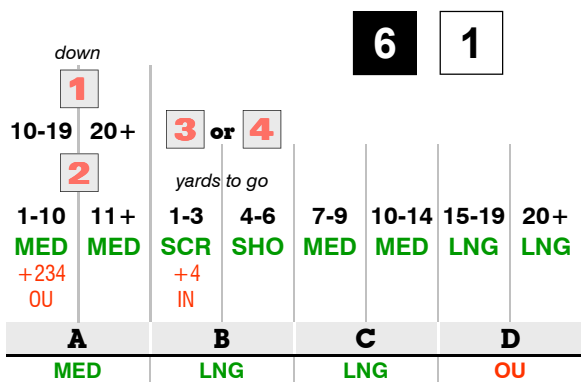 6 1
down
1
10-19 20+ 3 or 4
2 yards to go
1-10 11+ 1-3 4-6 7-9 10-14 15-19 20+
MED MED SCR SHO MED MED LNG LNG
+234 +4
OU IN
A B C D
MED LNG LNG OU